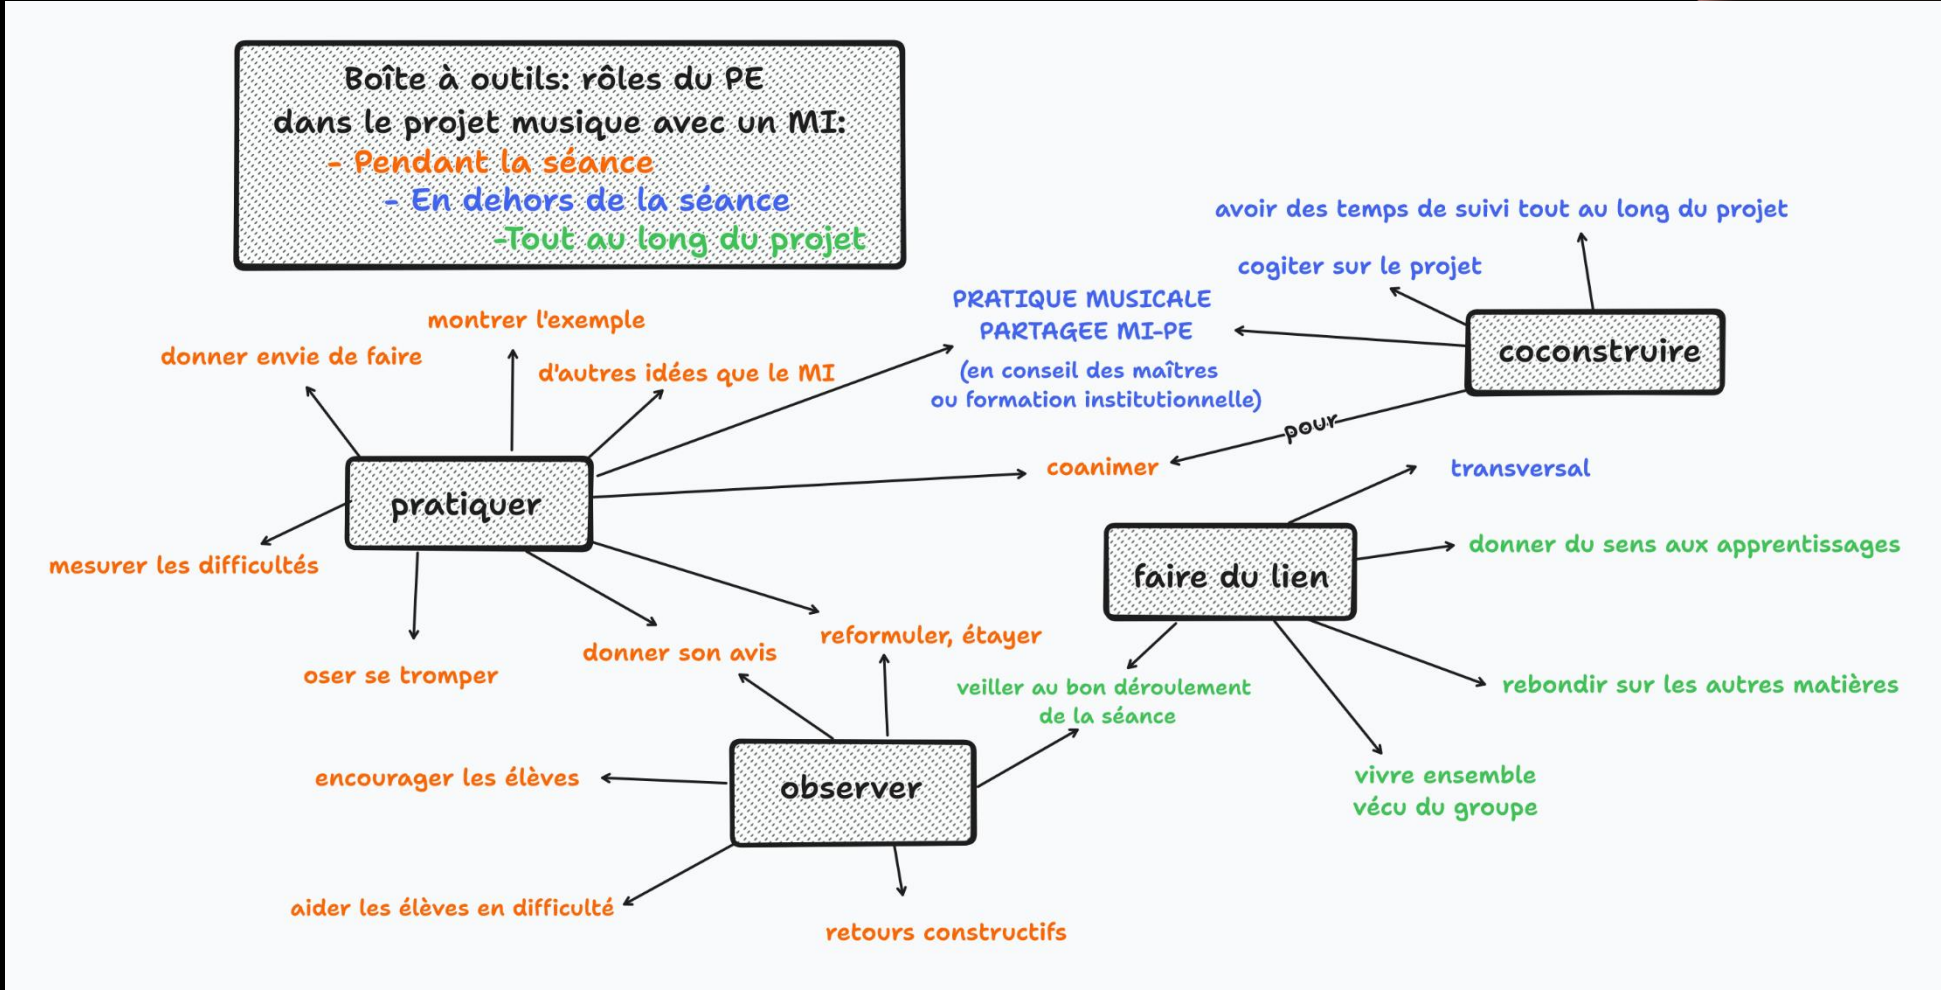 Boîte à outils: rôles du PE
dans le projet musique avec un MI:
- Pendant la séance
- En dehors de la séance
-Tout au long du projet
avoir des temps de suivi tout au long du projet
cogiter sur le projet
PRATIQUE MUSICALE
PARTAGEE MI-PE
(en conseil des maîtres
ou formation institutionnelle)
coconstruire
pour
montrer l'exemple
donner envie de faire
d'autres idées que le MI
coanimer
transversal
pratiquer
donner du sens aux apprentissages
mesurer les difficultés
faire du lien
reformuler, étayer
donner son avis
oser se tromper
veiller au bon déroulement
de la séance
rebondir sur les autres matières
encourager les élèves
observer
vivre ensemble
vécu du groupe
aider les élèves en difficulté
retours constructifs